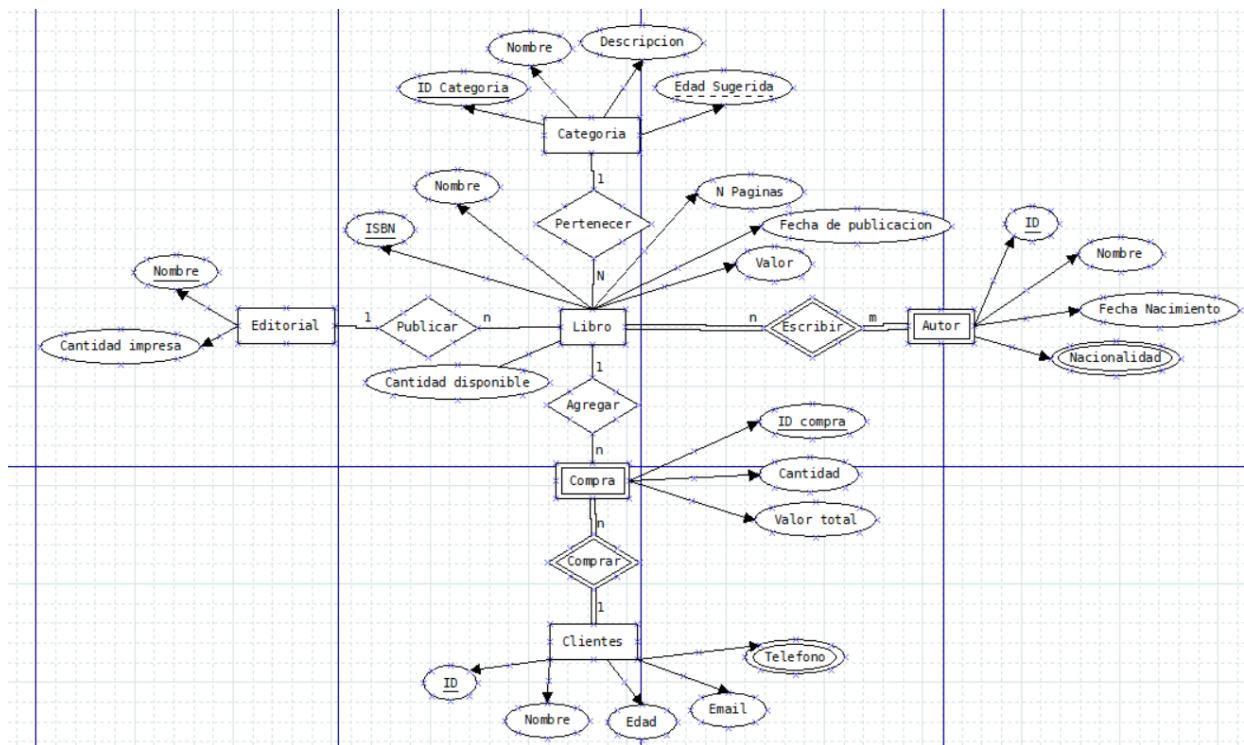 Nombre
Descripcion
ID Categoria
Edad Sugerida
Categoria
1
Nombre
N Paginas
ISBN
Pertenecer
Fecha de publicacion
ID
Nombre
Valor
Nombre
N
Fecha Nacimiento
Editorial
1
Publicar
n
Libro
n
Escribir
m
Autor
Cantidad impresa
Nacionalidad
Cantidad disponible
1
Agregar
ID compra
n
Cantidad
Compra
Valor total
n
Comprar
1
Clientes
Telefono
ID
Nombre
Edad
Email